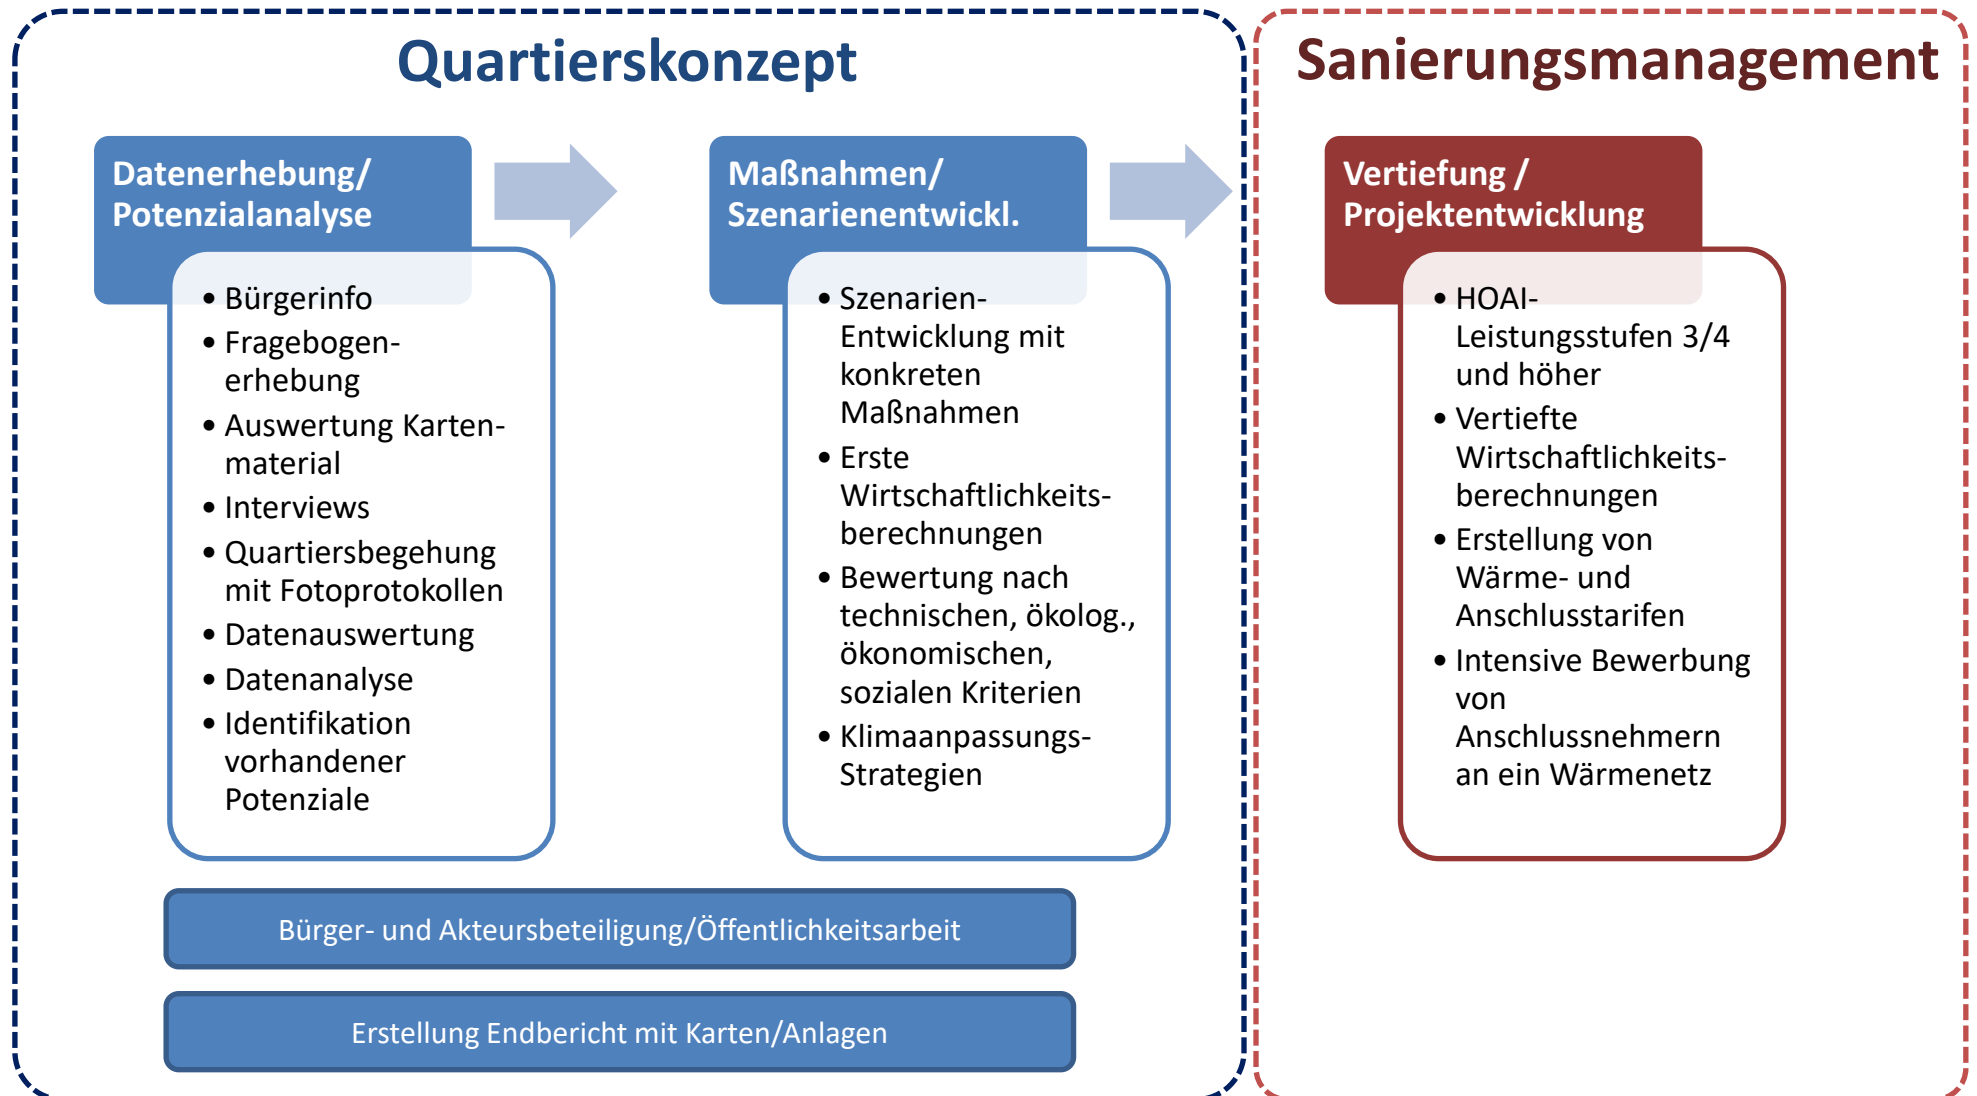 Quartierskonzept
Sanierungsmanagement
Datenerhebung/
Potenzialanalyse
• Bürgerinfo
• Fragebogen-
erhebung
• Auswertung Karten-
material
• Interviews
• Quartiersbegehung
mit Fotoprotokollen
• Datenauswertung
• Datenanalyse
• Identifikation
vorhandener
Potenziale
Maßnahmen/
Szenarienentwickl.
• Szenarien-
Entwicklung mit
konkreten
Maßnahmen
• Erste
Wirtschaftlichkeits-
berechnungen
• Bewertung nach
technischen, ökolog.,
ökonomischen,
sozialen Kriterien
• Klimaanpassungs-
Strategien
Vertiefung /
Projektentwicklung
• HOAI-
Leistungsstufen 3/4
und höher
• Vertiefte
Wirtschaftlichkeits-
berechnungen
• Erstellung von
Wärme- und
Anschlusstarifen
• Intensive Bewerbung
von
Anschlussnehmern
an ein Wärmenetz
Bürger- und Akteursbeteiligung/Öffentlichkeitsarbeit
Erstellung Endbericht mit Karten/Anlagen